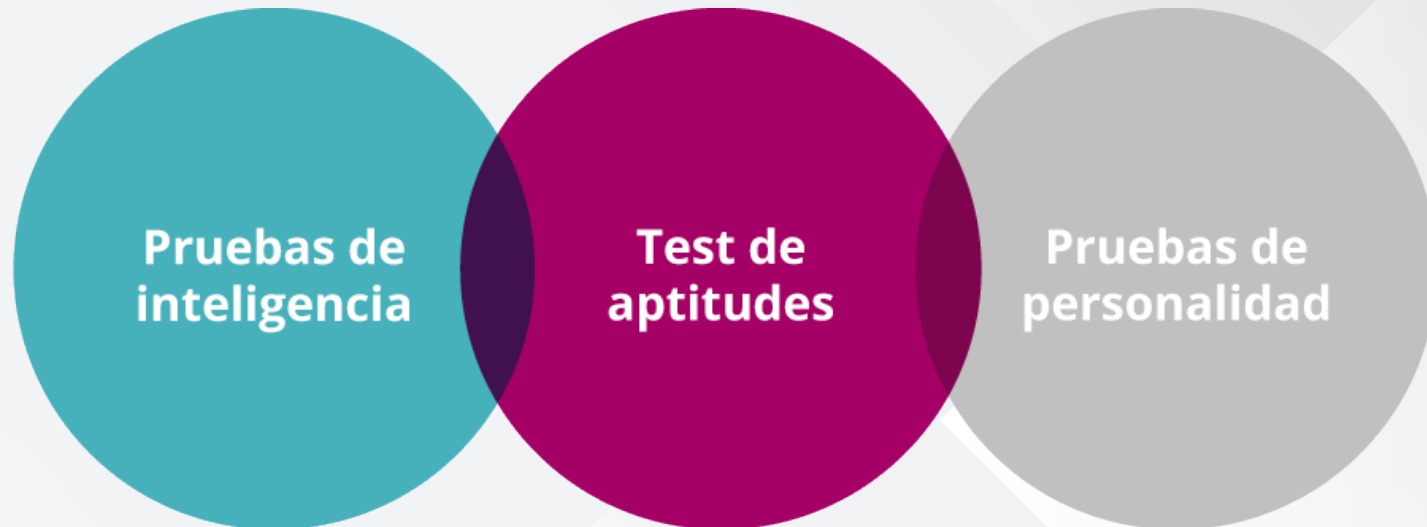 Pruebas de
inteligencia
Test de
aptitudes
Pruebas de
personalidad